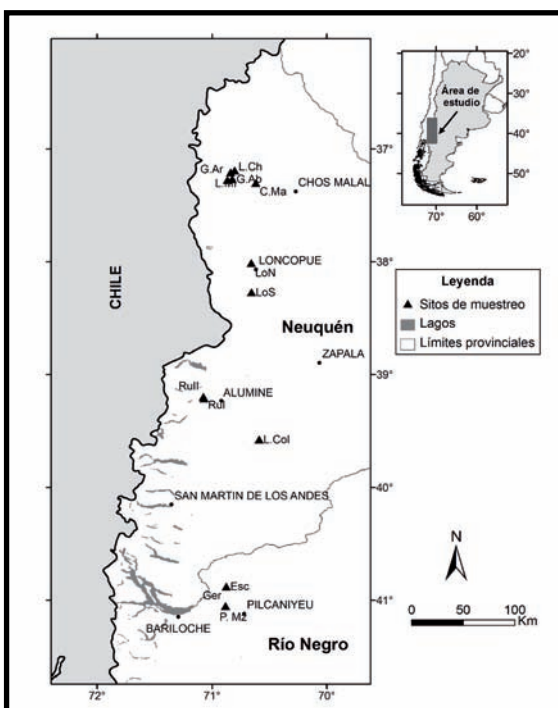 37°
38°
39°
40°
41°
72°
71°
70°
CHILE
G.Ar
L.Ch
G.Ab
C.Ma
CHOS MALAL
LONCOPUE
LoN
LoS
Neuquén
ZAPALA
RuII
RuI
ALUMINE
L.Col
SAN MARTIN DE LOS ANDES
Esc
Ger
P. M2
PILCANIYEU
BARILOCHE
Río Negro
Área de
estudio
20°
30°
40°
50°
70°
60°
Leyenda
Sitos de muestreo
Lagos
Límites provinciales
N
0
50
100
Km